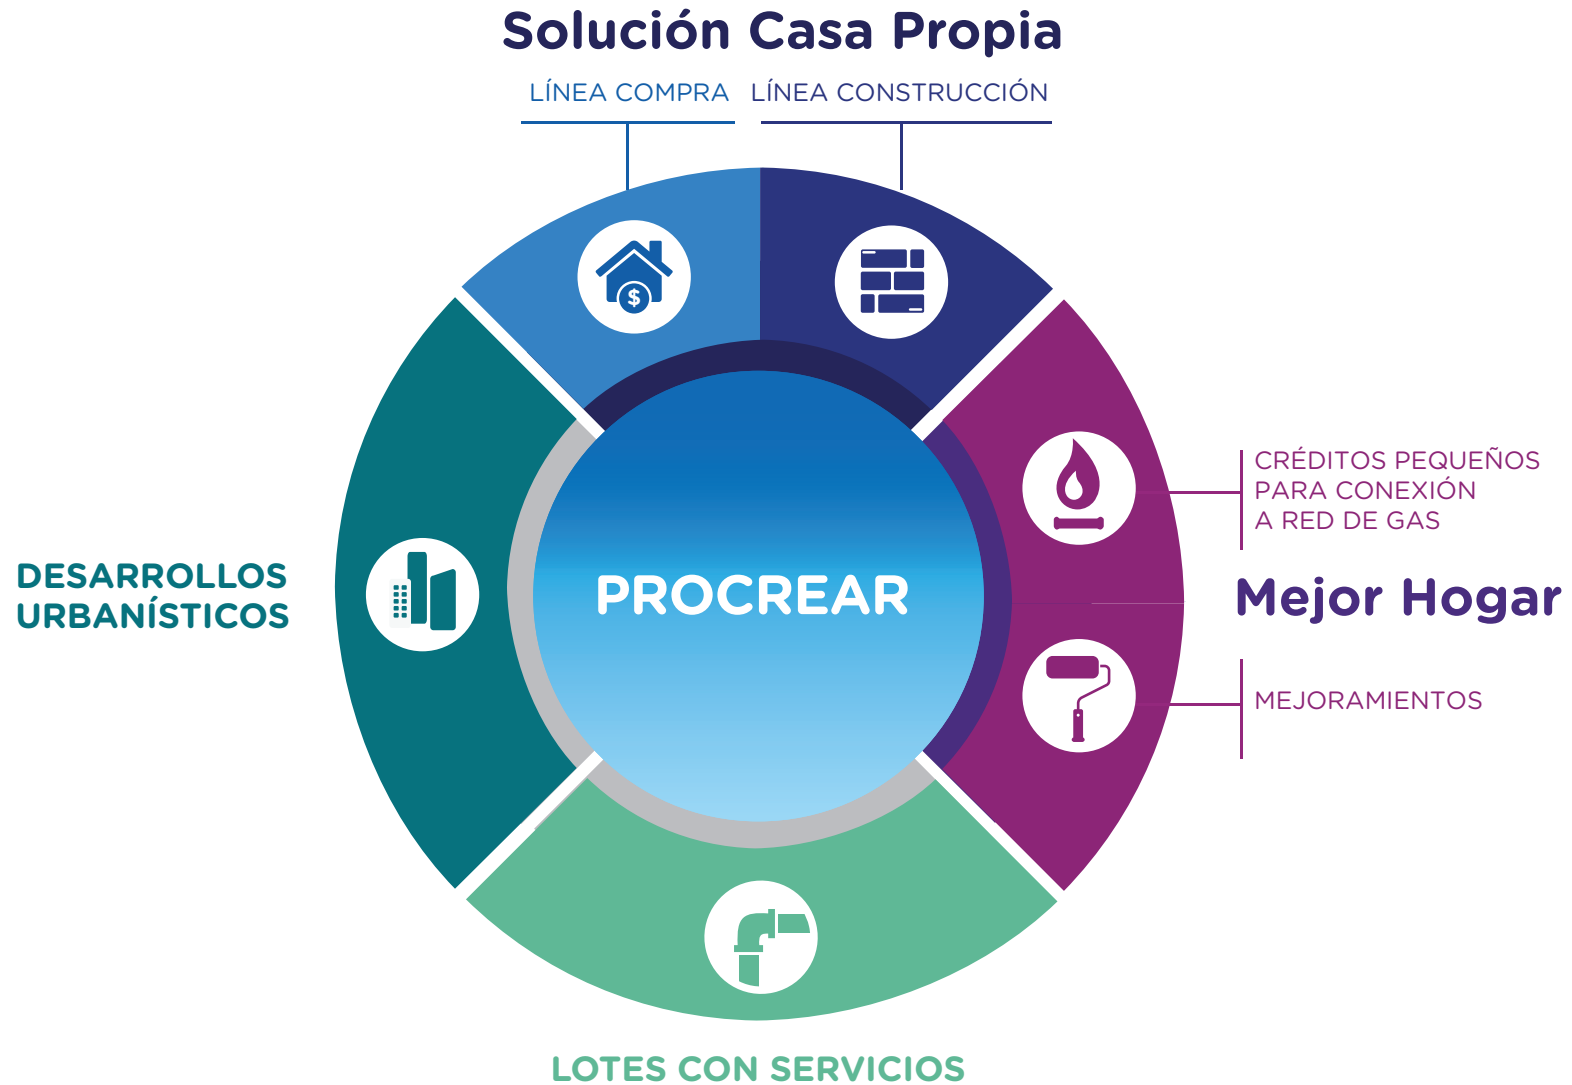 Solución Casa Propia
LÍNEA COMPRA
LÍNEA CONSTRUCCIÓN
$
CRÉDITOS PEQUEÑOS
PARA CONEXIÓN
A RED DE GAS
DESARROLLOS
URBANÍSTICOS
PROCREAR
Mejor Hogar
MEJORAMIENTOS
LOTES CON SERVICIOS